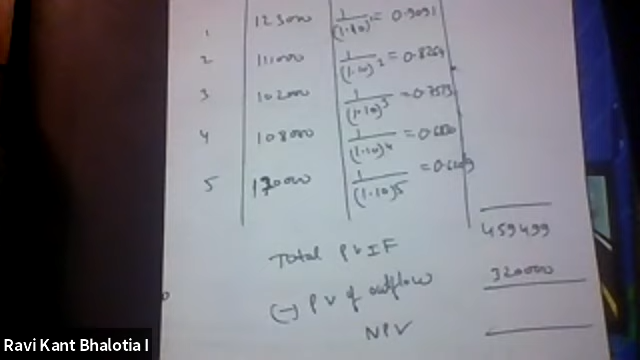 1 123000 1/(1.10)¹ = 0.9091
2 111000 1/(1.10)² = 0.8264
3 102000 1/(1.10)³ = 0.7513
4 108000 1/(1.10)4 = 0.6830
5 1/(1.10)5 = 0.6209
459499
Total PVIF
320000
(-) PV of outflow
NPV
Ravi Kant Bhalotia I